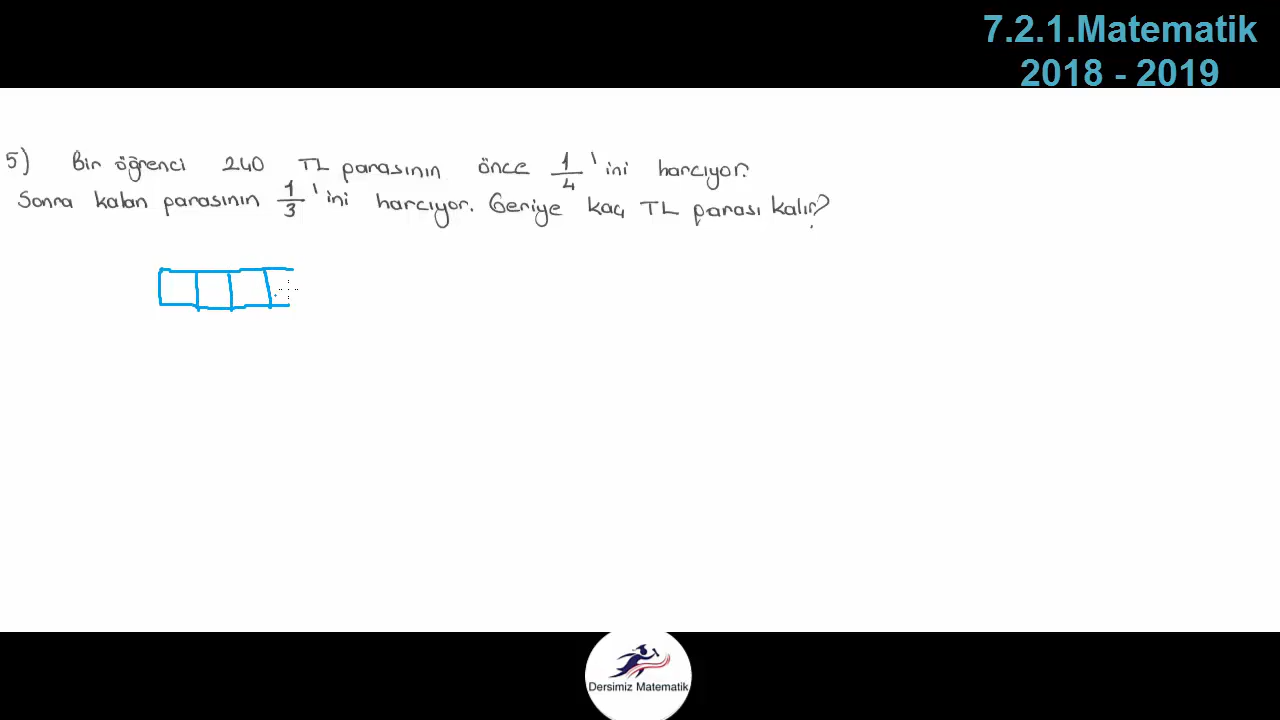 7.2.1.Matematik
2018 - 2019
5) Bir öğrenci 240 TL parasının önce 1/4 'ini harcıyor.
Sonra kalan parasının 1/3 'ini harcıyor. Geriye kaç TL parası kalır?
Dersimiz Matematik